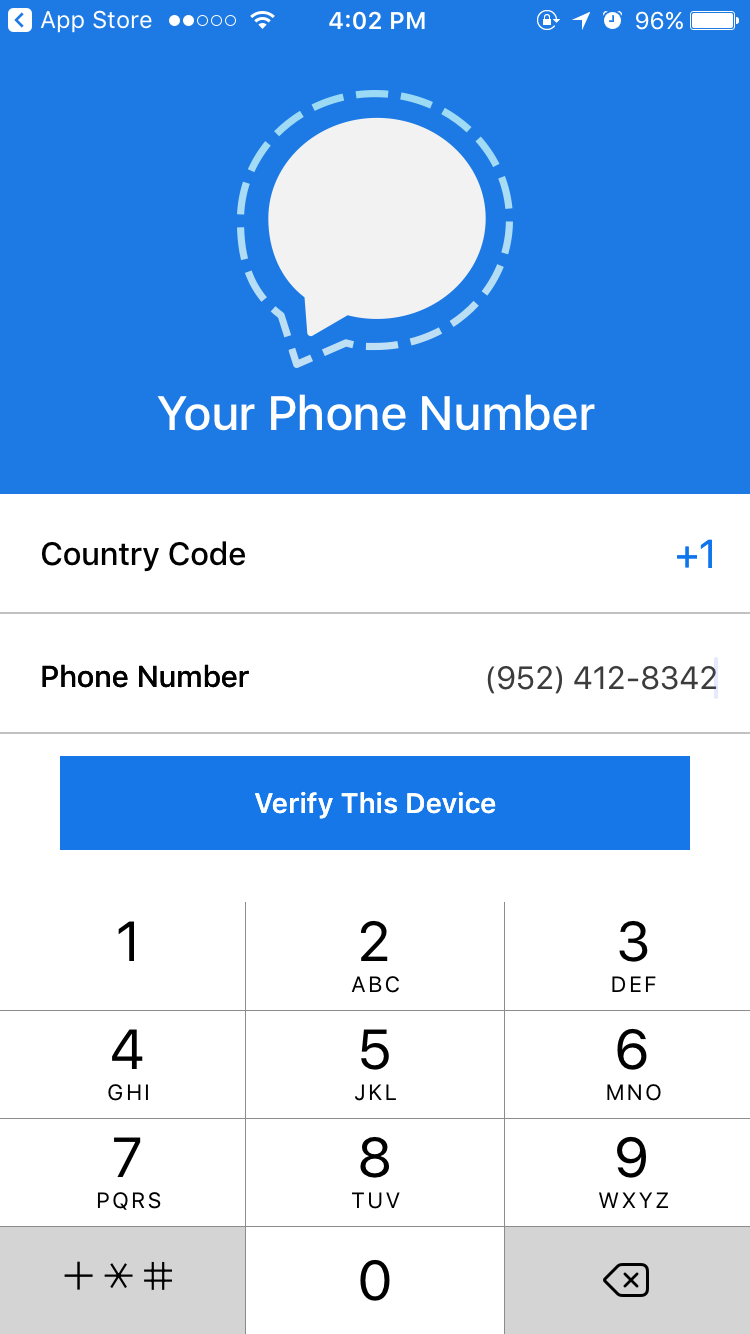 App Store 4:02 PM 96%
Your Phone Number
Country Code +1
Phone Number (952) 412-8342
Verify This Device
1 2 3
ABC DEF
4 5 6
GHI JKL MNO
7 8 9
PQRS TUV WXYZ
+ * # 0